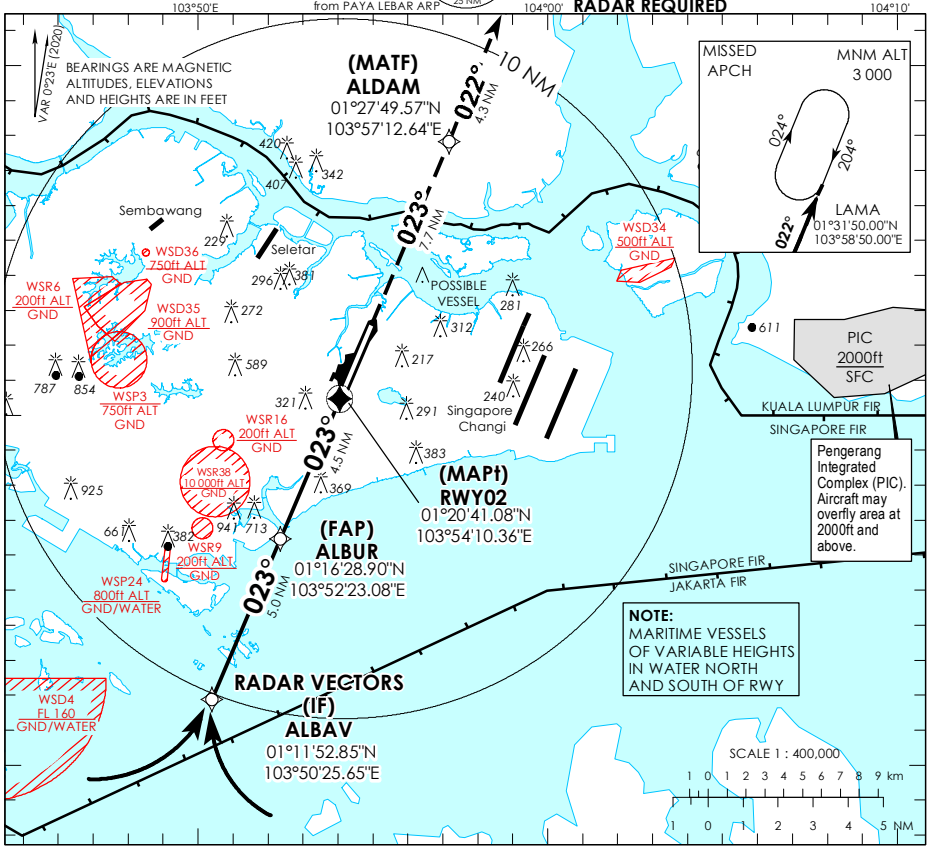 103°50'E
from PAYA LEBAR ARP
25 NM
104°00'
RADAR REQUIRED
104°10'
VAR 0°23'E (2020)
BEARINGS ARE MAGNETIC
ALTITUDES, ELEVATIONS
AND HEIGHTS ARE IN FEET
(MATF)
ALDAM
01°27'49.57"N
103°57'12.64"E
022°
4.3 NM
10 NM
MISSED
APCH
MNM ALT
3 000
024°
204°
022°
LAMA
01°31'50.00"N
103°58'50.00"E
420
407
342
Sembawang
229
Seletar
023°
7.7 NM
WSD34
500ft ALT
GND
WSD36
750ft ALT
GND
WSR6
200ft ALT
GND
WSD35
900ft ALT
GND
296
381
272
POSSIBLE
VESSEL
281
312
611
PIC
2000ft
SFC
589
217
266
787
854
WSP3
750ft ALT
GND
321
291
240
Singapore
Changi
KUALA LUMPUR FIR
SINGAPORE FIR
WSR16
200ft ALT
GND
023°
4.5 NM
383
Pengerang
Integrated
Complex (PIC).
Aircraft may
overfly area at
2000ft and
above.
WSR38
10 000ft ALT
GND
(MAPt)
RWY02
01°20'41.08"N
103°54'10.36"E
925
369
66
382
941
713
WSR9
200ft ALT
GND
(FAP)
ALBUR
01°16'28.90"N
103°52'23.08"E
WSP24
800ft ALT
GND/WATER
023°
5.0 NM
SINGAPORE FIR
JAKARTA FIR
NOTE:
MARITIME VESSELS
OF VARIABLE HEIGHTS
IN WATER NORTH
AND SOUTH OF RWY
WSD4
FL 160
GND/WATER
RADAR VECTORS
(IF)
ALBAV
01°11'52.85"N
103°50'25.65"E
SCALE 1 : 400,000
1 0 1 2 3 4 5 6 7 8 9 km
1 0 1 2 3 4 5 NM